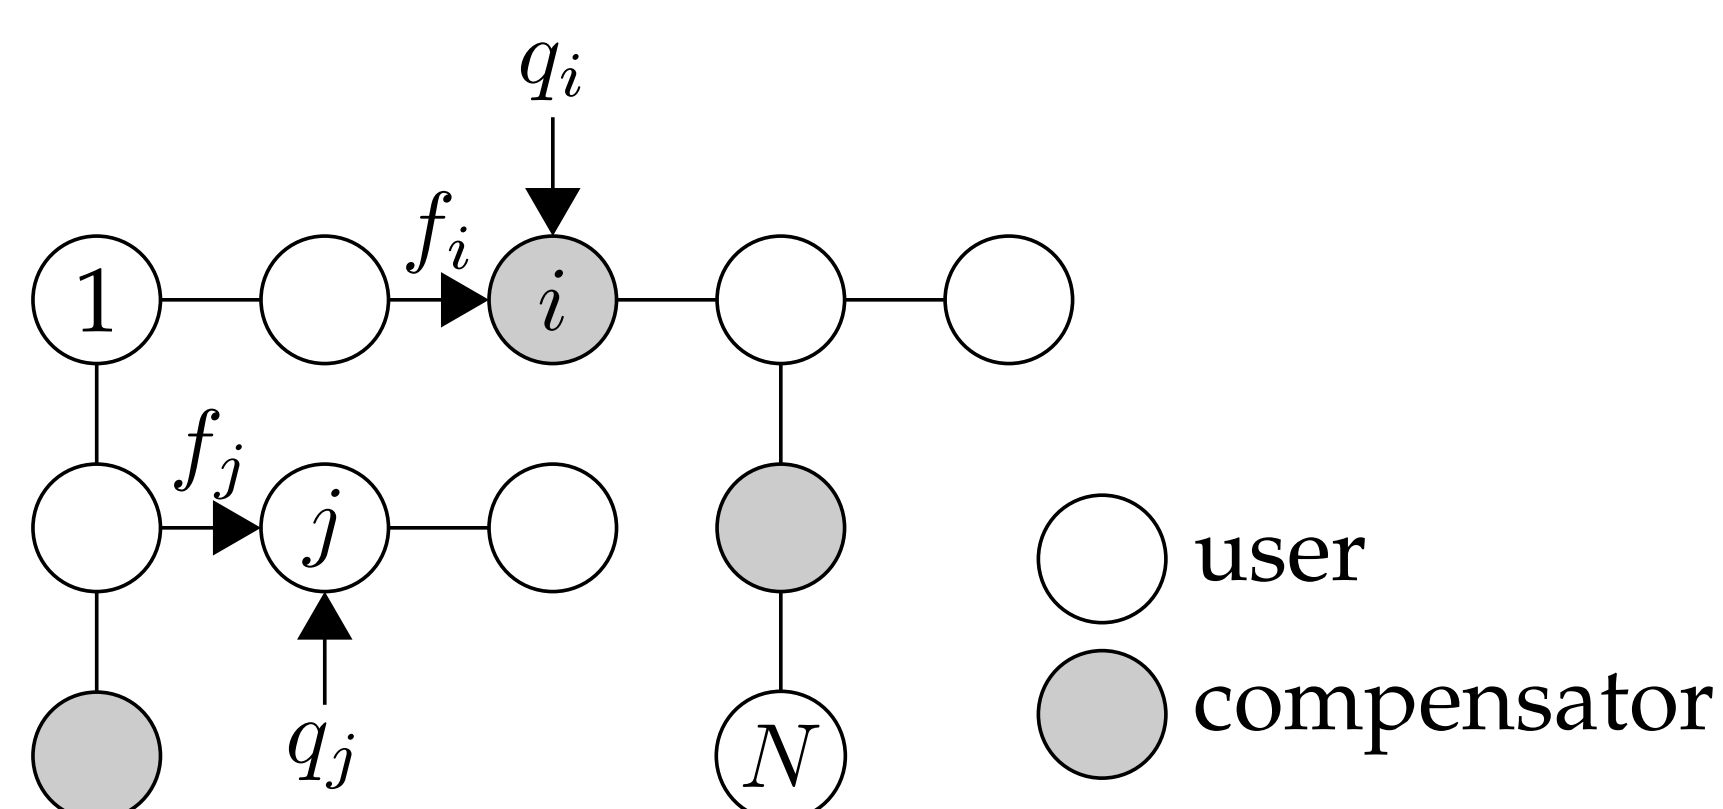 q_i
f_i
1
i
f_j
j
user
compensator
q_j
N